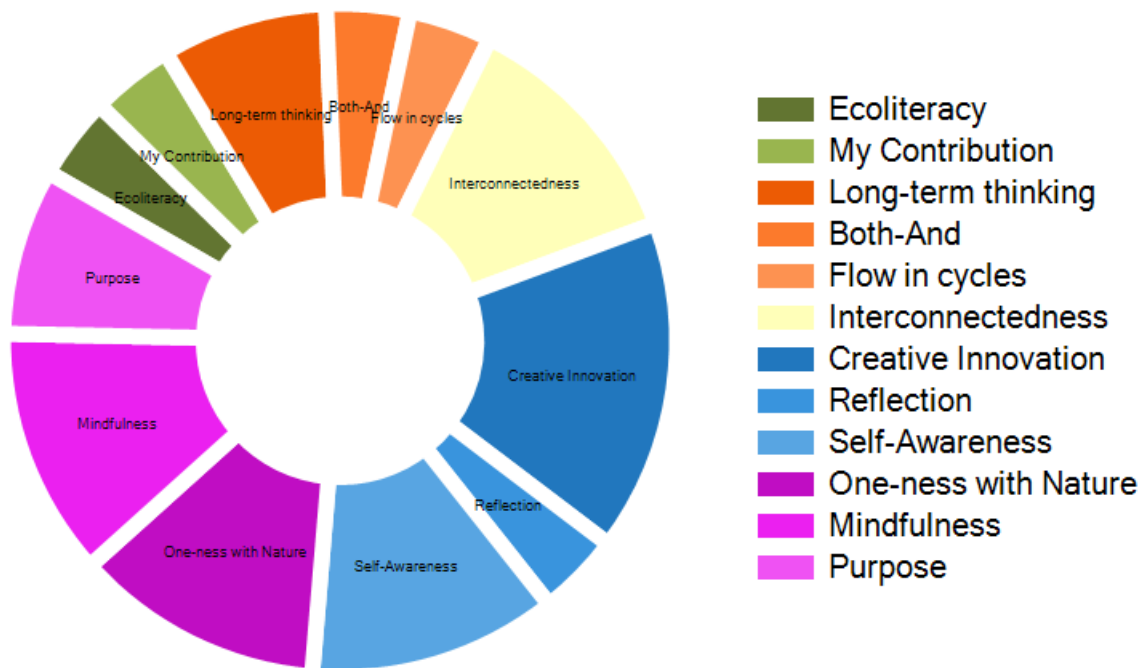 Long-term thinking
Both-And
Flow in cycles
My Contribution
Interconnectedness
Ecoliteracy
Purpose
Creative Innovation
Mindfulness
Reflection
One-ness with Nature
Self-Awareness
Ecoliteracy
My Contribution
Long-term thinking
Both-And
Flow in cycles
Interconnectedness
Creative Innovation
Reflection
Self-Awareness
One-ness with Nature
Mindfulness
Purpose